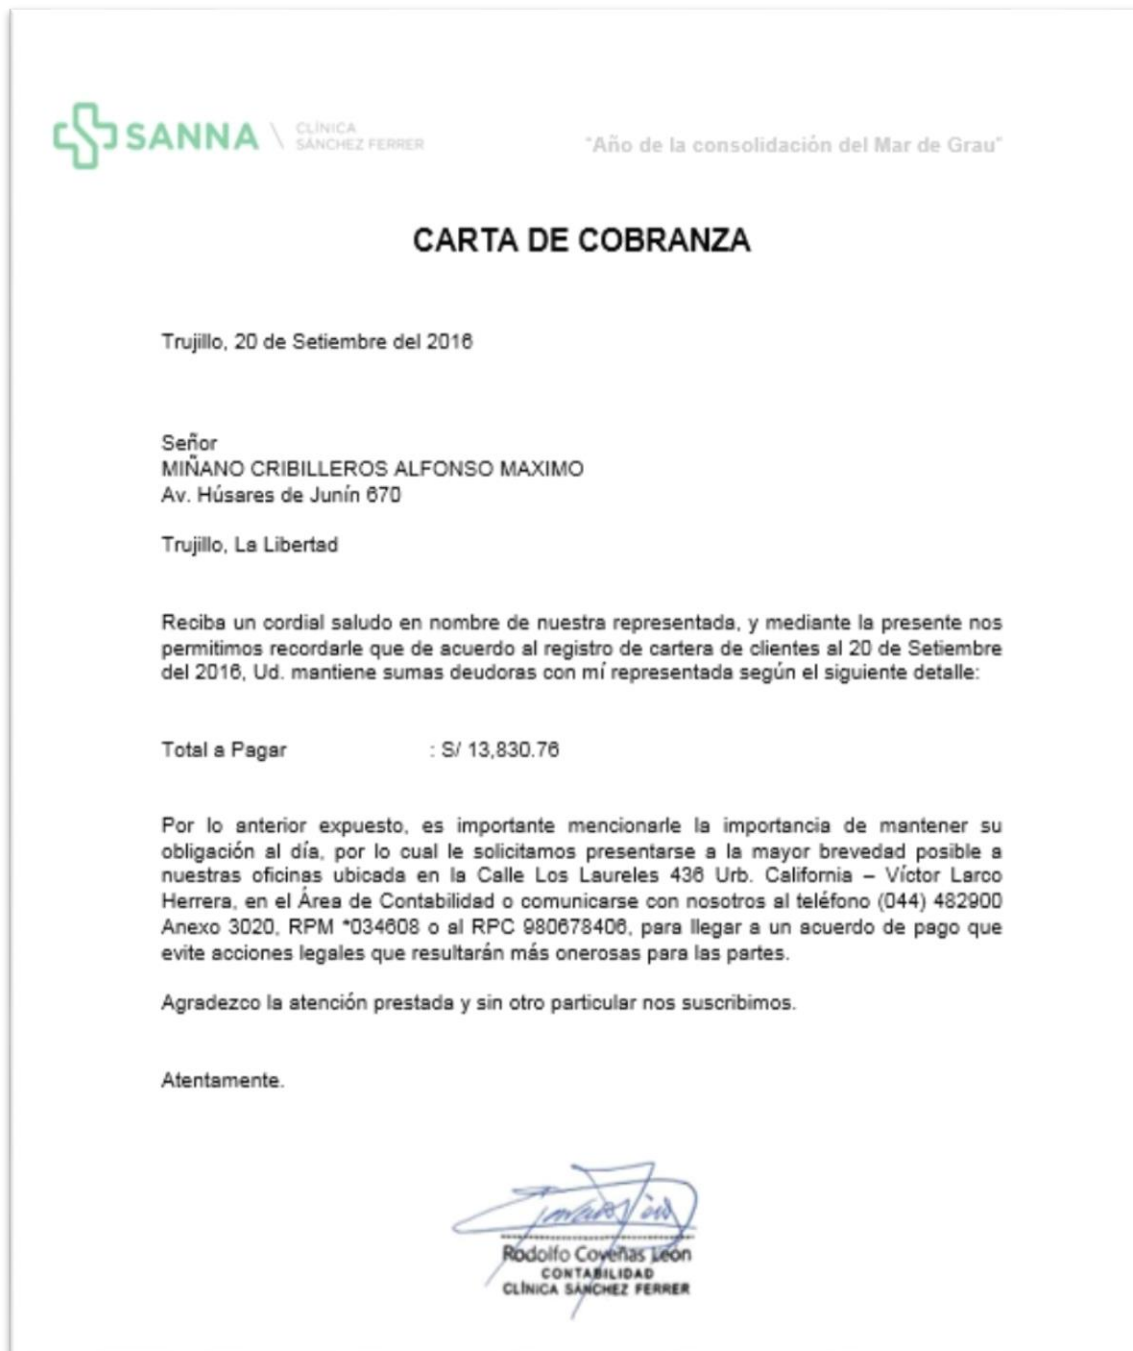 SANNA \ CLÍNICA
SÁNCHEZ FERRER
"Año de la consolidación del Mar de Grau"
CARTA DE COBRANZA
Trujillo, 20 de Setiembre del 2016
Señor
MIÑANO CRIBILLEROS ALFONSO MAXIMO
Av. Húsares de Junín 670
Trujillo, La Libertad
Reciba un cordial saludo en nombre de nuestra representada, y mediante la presente nos
permitimos recordarle que de acuerdo al registro de cartera de clientes al 20 de Setiembre
del 2016, Ud. mantiene sumas deudoras con mí representada según el siguiente detalle:
Total a Pagar : S/ 13,830.76
Por lo anterior expuesto, es importante mencionarle la importancia de mantener su
obligación al día, por lo cual le solicitamos presentarse a la mayor brevedad posible a
nuestras oficinas ubicada en la Calle Los Laureles 436 Urb. California – Víctor Larco
Herrera, en el Área de Contabilidad o comunicarse con nosotros al teléfono (044) 482900
Anexo 3020, RPM *034608 o al RPC 980678406, para llegar a un acuerdo de pago que
evite acciones legales que resultarán más onerosas para las partes.
Agradezco la atención prestada y sin otro particular nos suscribimos.
Atentamente.
Rodolfo Coveñas León
CONTABILIDAD
CLÍNICA SÁNCHEZ FERRER